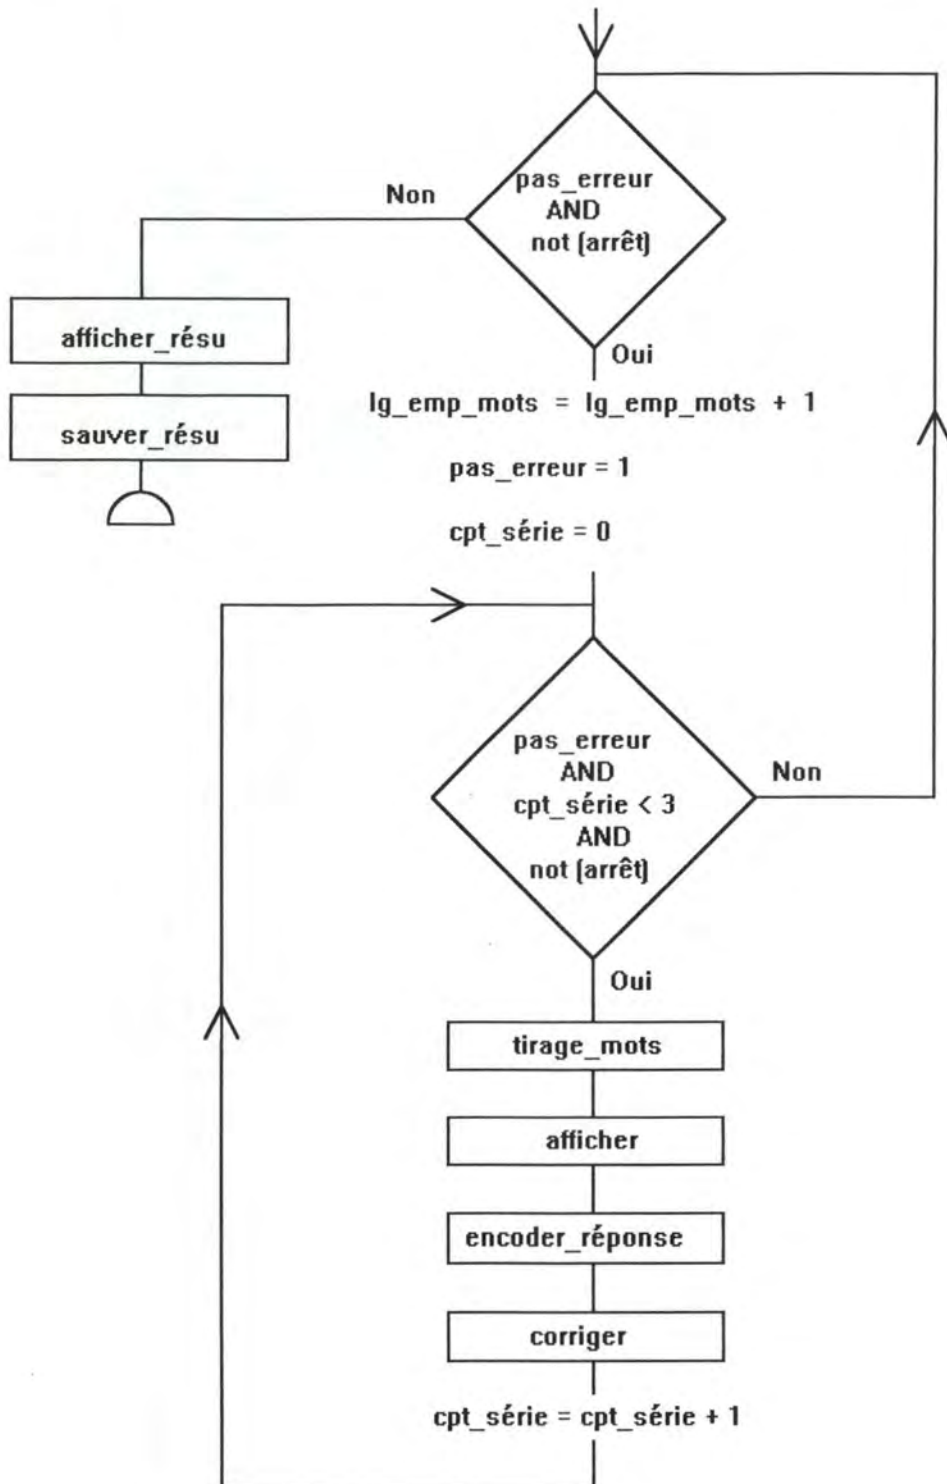 pas_erreur
AND
not (arrêt)
Non
Oui
afficher_résu
sauver_résu
lg_emp_mots = lg_emp_mots + 1
pas_erreur = 1
cpt_série = 0
pas_erreur
AND
cpt_série < 3
AND
not (arrêt)
Non
Oui
tirage_mots
afficher
encoder_réponse
corriger
cpt_série = cpt_série + 1